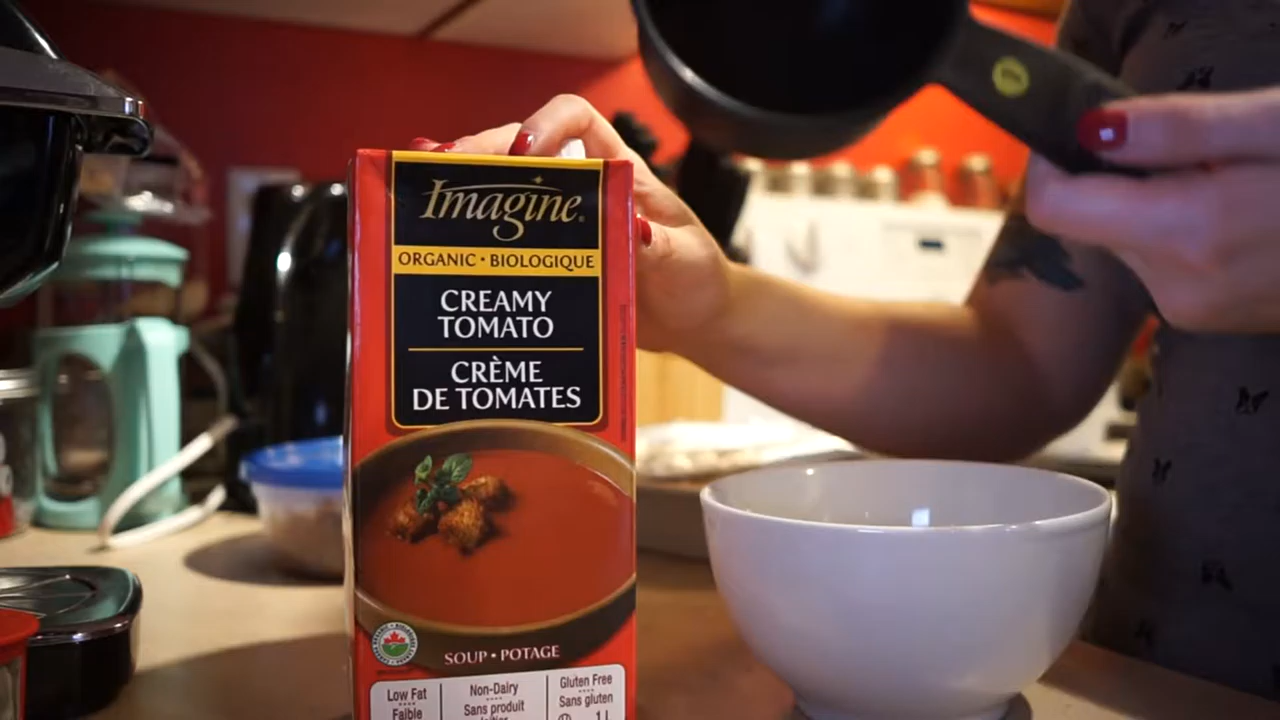 Imagine
ORGANIC • BIOLOGIQUE
CREAMY
TOMATO
CRÈME
DE TOMATES
SOUP • POTAGE
Low Fat
Faible
Non-Dairy
Sans produit
Gluten Free
Sans gluten
1 L